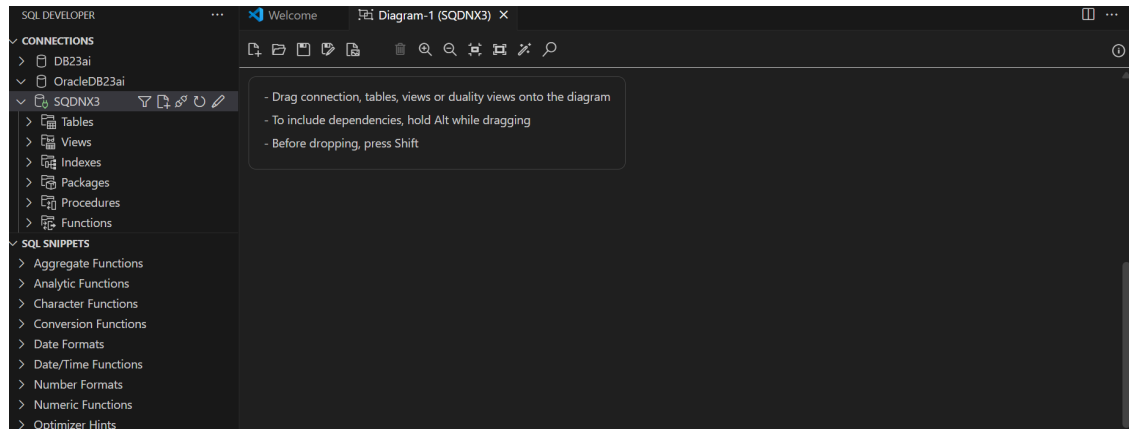 SQL DEVELOPER
Welcome
Diagram-1 (SQDNX3)
CONNECTIONS
DB23ai
OracleDB23ai
SQDNX3
Tables
Views
Indexes
Packages
Procedures
Functions
SQL SNIPPETS
Aggregate Functions
Analytic Functions
Character Functions
Conversion Functions
Date Formats
Date/Time Functions
Number Formats
Numeric Functions
Optimizer Hints
- Drag connection, tables, views or duality views onto the diagram
- To include dependencies, hold Alt while dragging
- Before dropping, press Shift